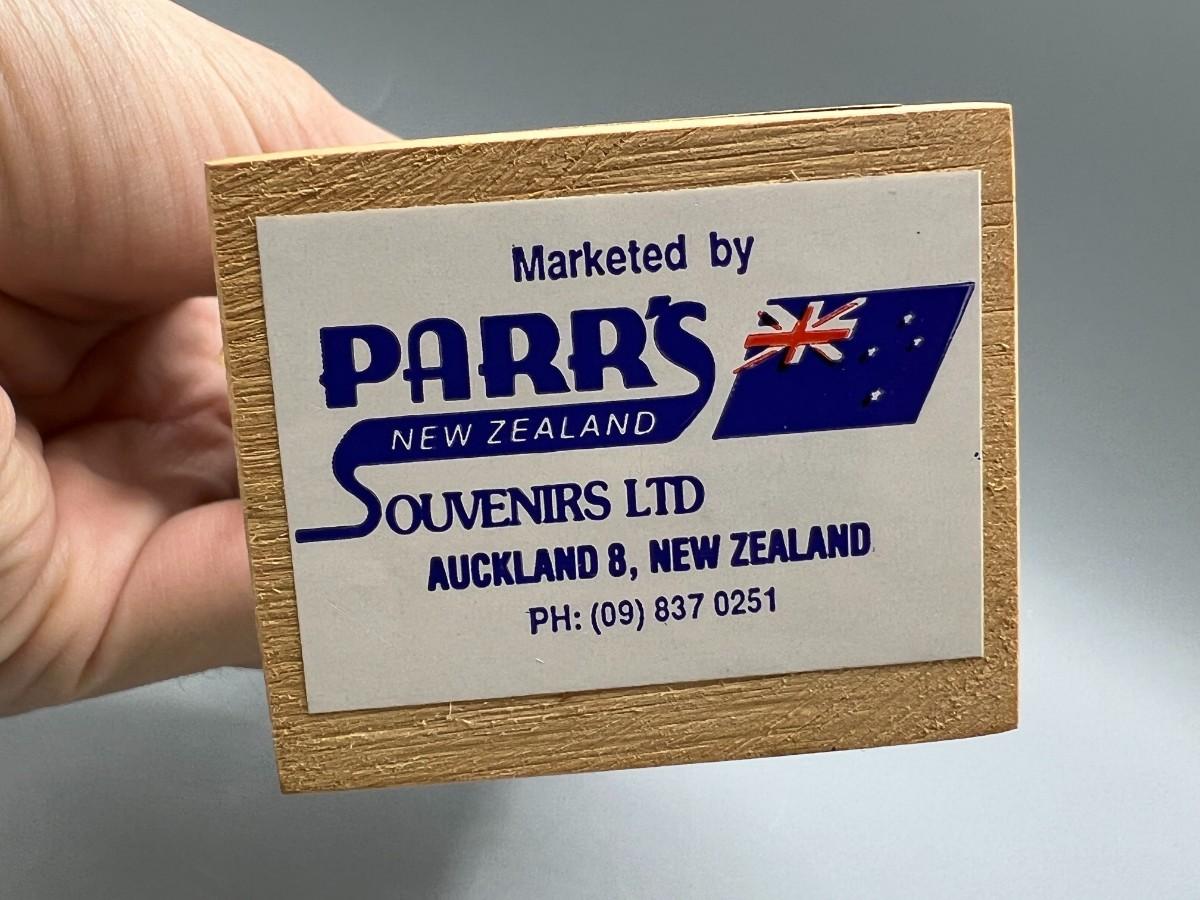 Marketed by
PARR'S
NEW ZEALAND
SOUVENIRS LTD
AUCKLAND 8, NEW ZEALAND
PH: (09) 837 0251